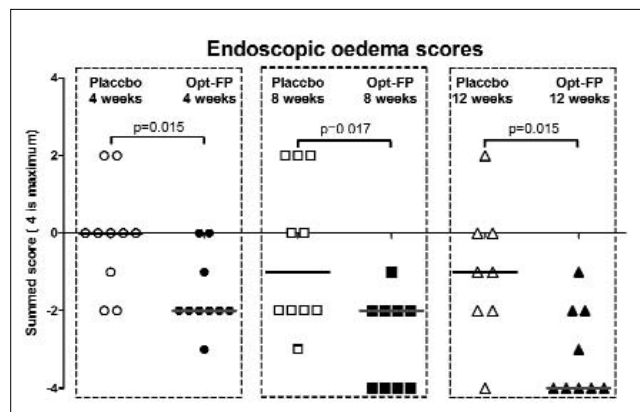 Endoscopic oedema scores
Placebo Opt-FP Placebo Opt-FP Placebo Opt-FP
4 weeks 4 weeks 8 weeks 8 weeks 12 weeks 12 weeks
p=0.015 p=0.017 p=0.015
Summed score ( 4 is maximum)
4
2
0
-2
-4